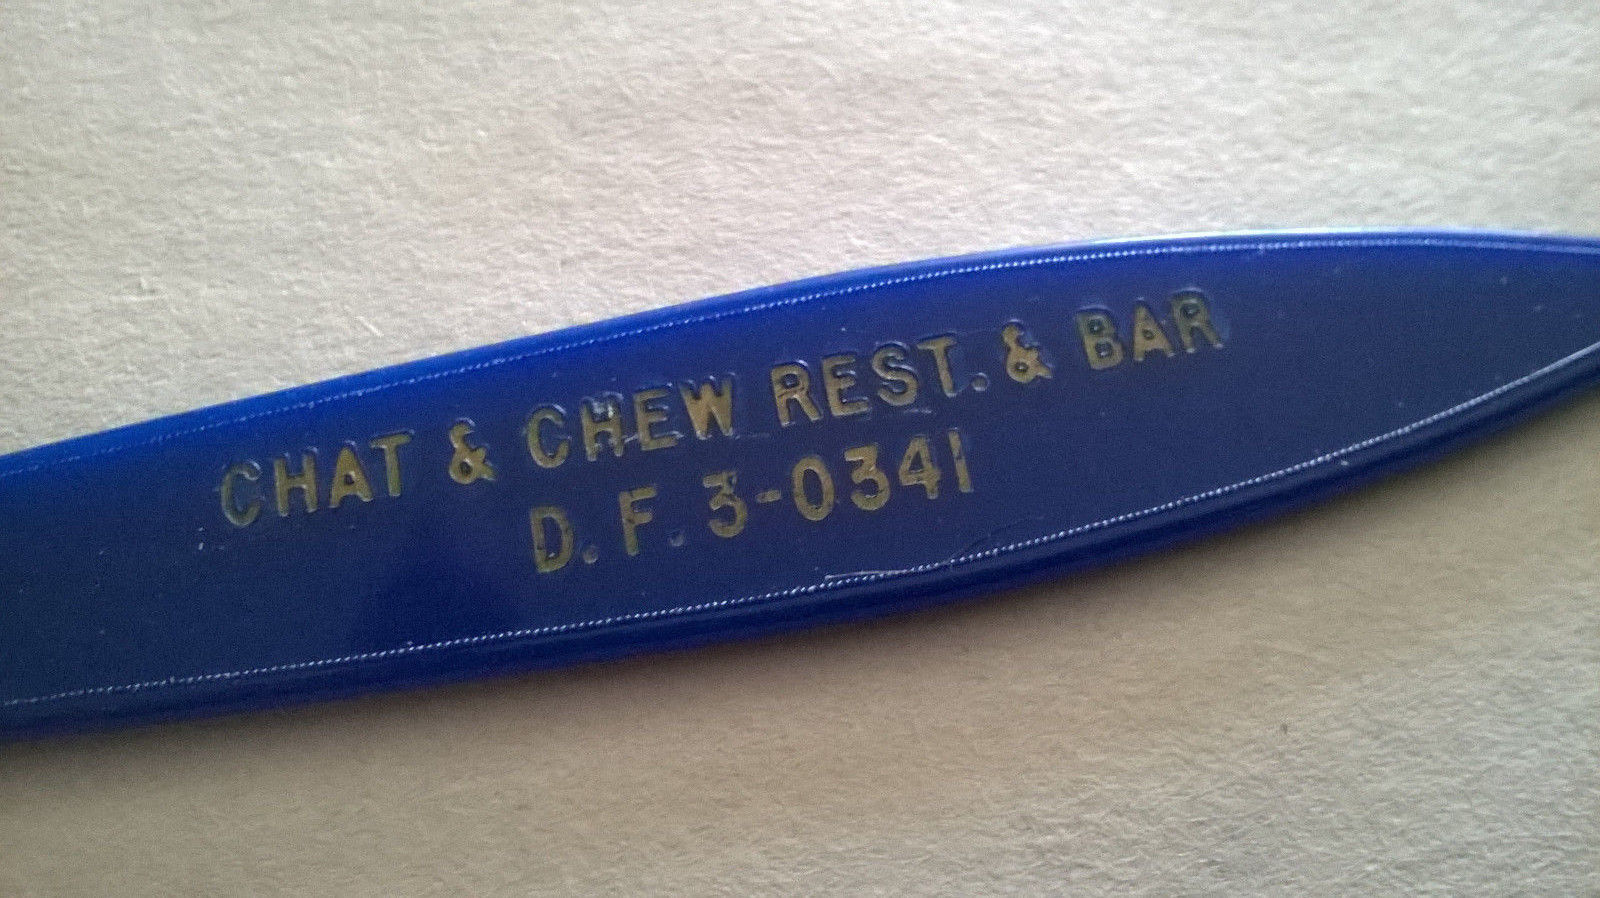 CHAT & CHEW REST. & BAR
D. F. 3-0341